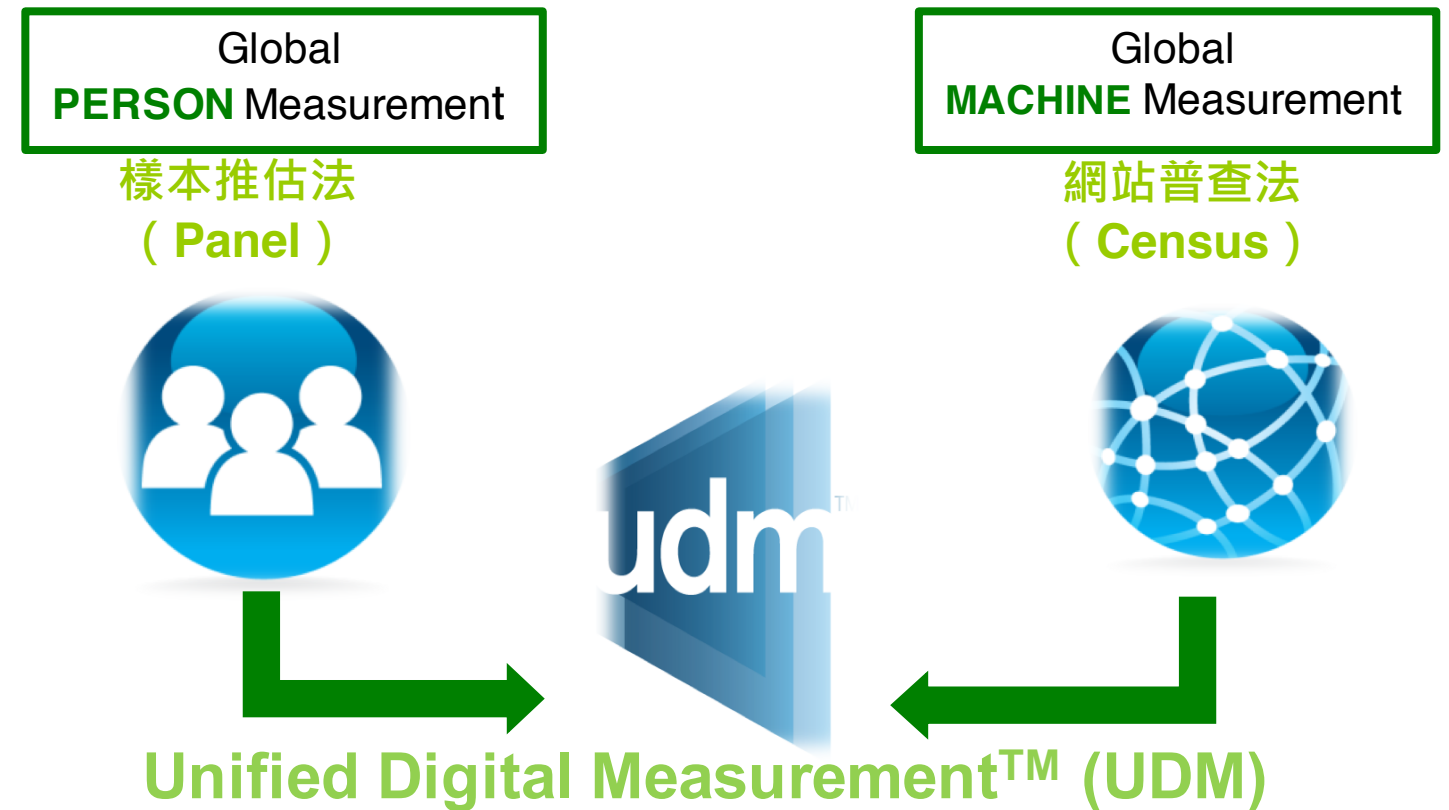 Global
PERSON Measurement
樣本推估法
（Panel）
Global
MACHINE Measurement
網站普查法
（Census）
udm™
Unified Digital Measurement™ (UDM)